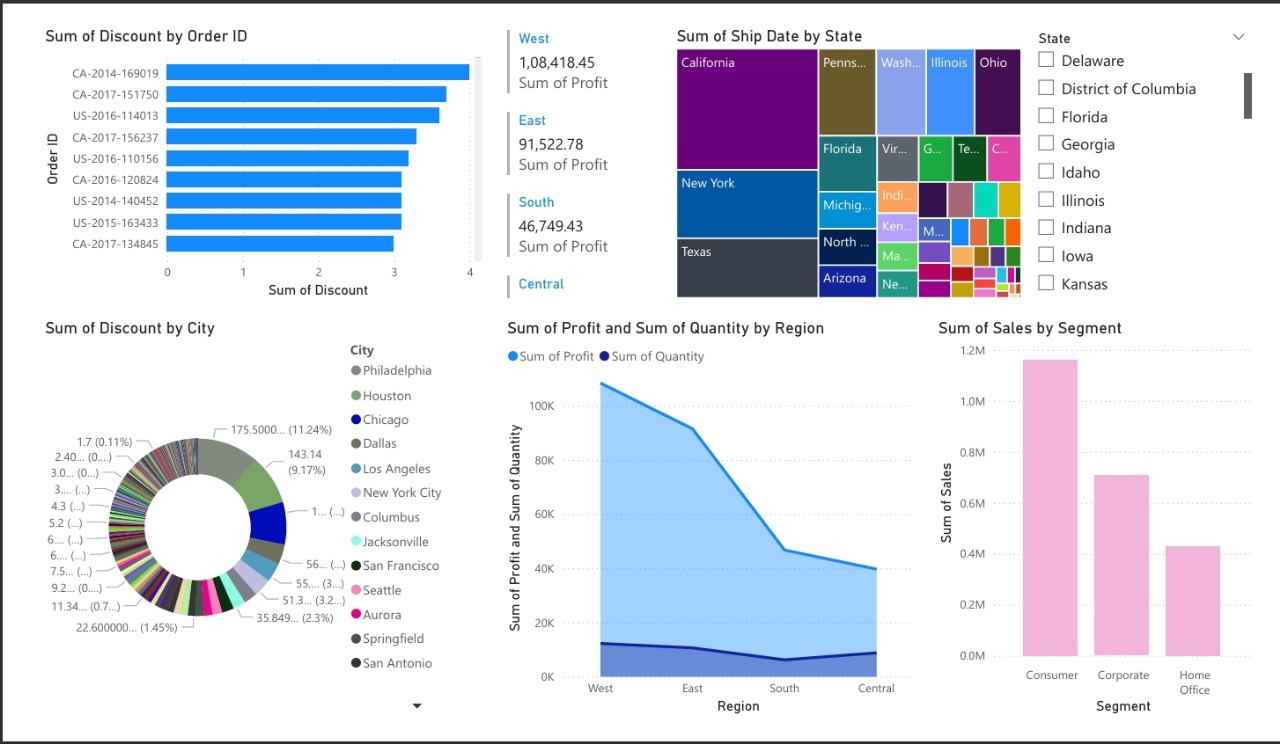 Sum of Discount by Order ID
Order ID
CA-2014-169019
CA-2017-151750
US-2016-114013
CA-2017-156237
US-2016-110156
CA-2016-120824
US-2014-140452
US-2015-163433
CA-2017-134845
0 1 2 3 4
Sum of Discount
West
1,08,418.45
Sum of Profit
East
91,522.78
Sum of Profit
South
46,749.43
Sum of Profit
Central
Sum of Ship Date by State
California
New York
Texas
Penns...
Florida
Michig...
North ...
Arizona
Wash...
Illinois
Ohio
Vir...
G...
Te...
C...
Indi...
Ken...
Ma...
Ne...
M...
State
Delaware
District of Columbia
Florida
Georgia
Idaho
Illinois
Indiana
Iowa
Kansas
Sum of Discount by City
175.5000... (11.24%)
143.14
(9.17%)
1... (...)
56... (...)
55.... (3...)
51.3... (3.2...)
35.849... (2.3%)
22.600000... (1.45%)
11.34... (0.7...)
9.2... (0....)
7.5... (...)
6.... (...)
6.... (...)
5.2 (...)
4.3 (...)
3.... (...)
3.0... (0...)
2.40... (0....)
1.7 (0.11%)
City
Philadelphia
Houston
Chicago
Dallas
Los Angeles
New York City
Columbus
Jacksonville
San Francisco
Seattle
Aurora
Springfield
San Antonio
Sum of Profit and Sum of Quantity by Region
Sum of Profit Sum of Quantity
Sum of Profit and Sum of Quantity
100K
80K
60K
40K
20K
0K
West East South Central
Region
Sum of Sales by Segment
Sum of Sales
1.2M
1.0M
0.8M
0.6M
0.4M
0.2M
0.0M
Consumer Corporate Home
Office
Segment